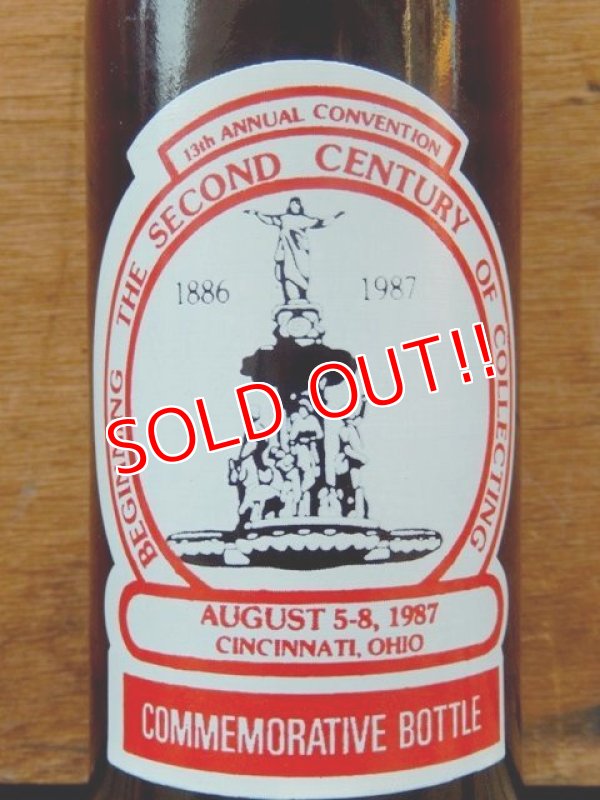 13th ANNUAL CONVENTION
BEGINNING THE SECOND CENTURY OF COLLECTING
1886 1987
SOLD OUT!!
AUGUST 5-8, 1987
CINCINNATI, OHIO
COMMEMORATIVE BOTTLE